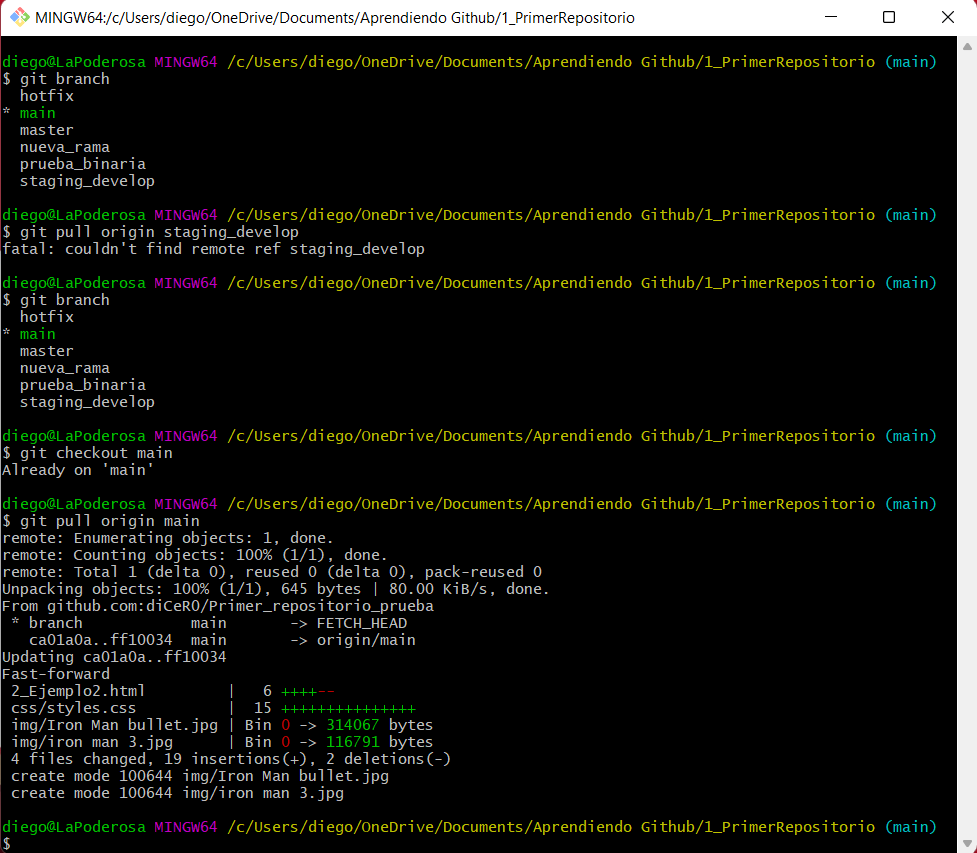 MINGW64:/c/Users/diego/OneDrive/Documents/Aprendiendo Github/1_PrimerRepositorio
diego@LaPoderosa MINGW64 /c/Users/diego/OneDrive/Documents/Aprendiendo Github/1_PrimerRepositorio (main)
$ git branch
  hotfix
* main
  master
  nueva_rama
  prueba_binaria
  staging_develop
diego@LaPoderosa MINGW64 /c/Users/diego/OneDrive/Documents/Aprendiendo Github/1_PrimerRepositorio (main)
$ git pull origin staging_develop
fatal: couldn't find remote ref staging_develop
diego@LaPoderosa MINGW64 /c/Users/diego/OneDrive/Documents/Aprendiendo Github/1_PrimerRepositorio (main)
$ git branch
  hotfix
* main
  master
  nueva_rama
  prueba_binaria
  staging_develop
diego@LaPoderosa MINGW64 /c/Users/diego/OneDrive/Documents/Aprendiendo Github/1_PrimerRepositorio (main)
$ git checkout main
Already on 'main'
diego@LaPoderosa MINGW64 /c/Users/diego/OneDrive/Documents/Aprendiendo Github/1_PrimerRepositorio (main)
$ git pull origin main
remote: Enumerating objects: 1, done.
remote: Counting objects: 100% (1/1), done.
remote: Total 1 (delta 0), reused 0 (delta 0), pack-reused 0
Unpacking objects: 100% (1/1), 645 bytes | 80.00 KiB/s, done.
From github.com:diCeR0/Primer_repositorio_prueba
 * branch            main       -> FETCH_HEAD
   ca01a0a..ff10034  main       -> origin/main
Updating ca01a0a..ff10034
Fast-forward
 2_Ejemplo2.html         |   6 ++++--
 css/styles.css          |  15 +++++++++++++++
 img/Iron Man bullet.jpg | Bin 0 -> 314067 bytes
 img/iron man 3.jpg      | Bin 0 -> 116791 bytes
 4 files changed, 19 insertions(+), 2 deletions(-)
 create mode 100644 img/Iron Man bullet.jpg
 create mode 100644 img/iron man 3.jpg
diego@LaPoderosa MINGW64 /c/Users/diego/OneDrive/Documents/Aprendiendo Github/1_PrimerRepositorio (main)
$